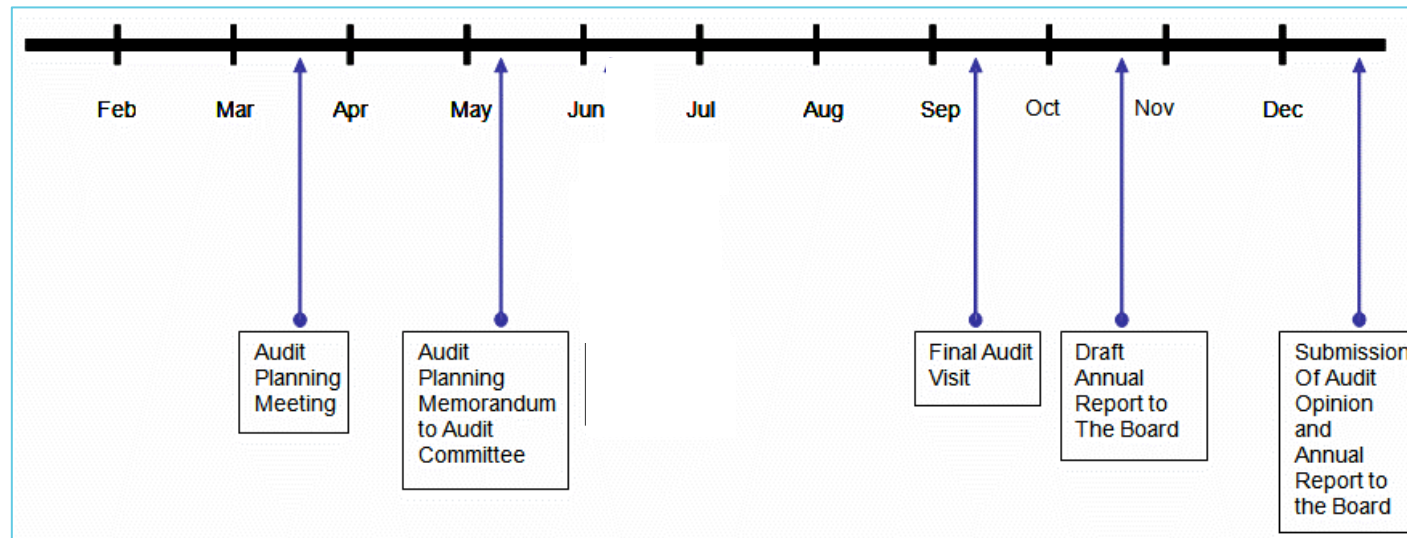 Feb Mar Apr May Jun Jul Aug Sep Oct Nov Dec
Audit
Planning
Meeting
Audit
Planning
Memorandum
to Audit
Committee
Final Audit
Visit
Draft
Annual
Report to
The Board
Submission
Of Audit
Opinion
and
Annual
Report to
the Board